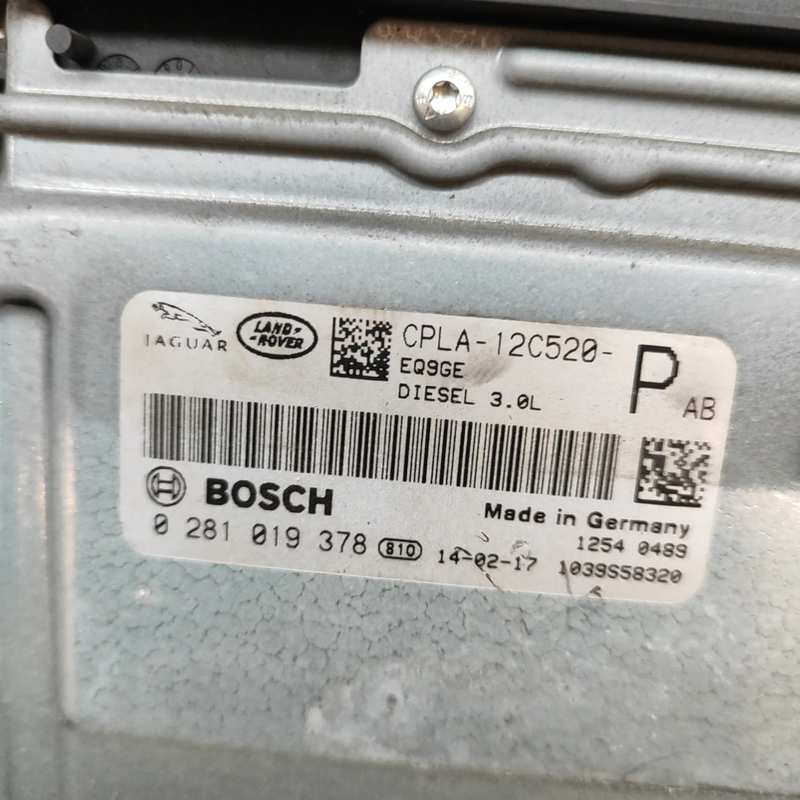 JAGUAR
LAND-
-ROVER
CPLA-12C520-
P
AB
EQ9GE
DIESEL 3.0L
BOSCH
Made in Germany
0 281 019 378 810 14-02-17
1254 0489
1039S58320